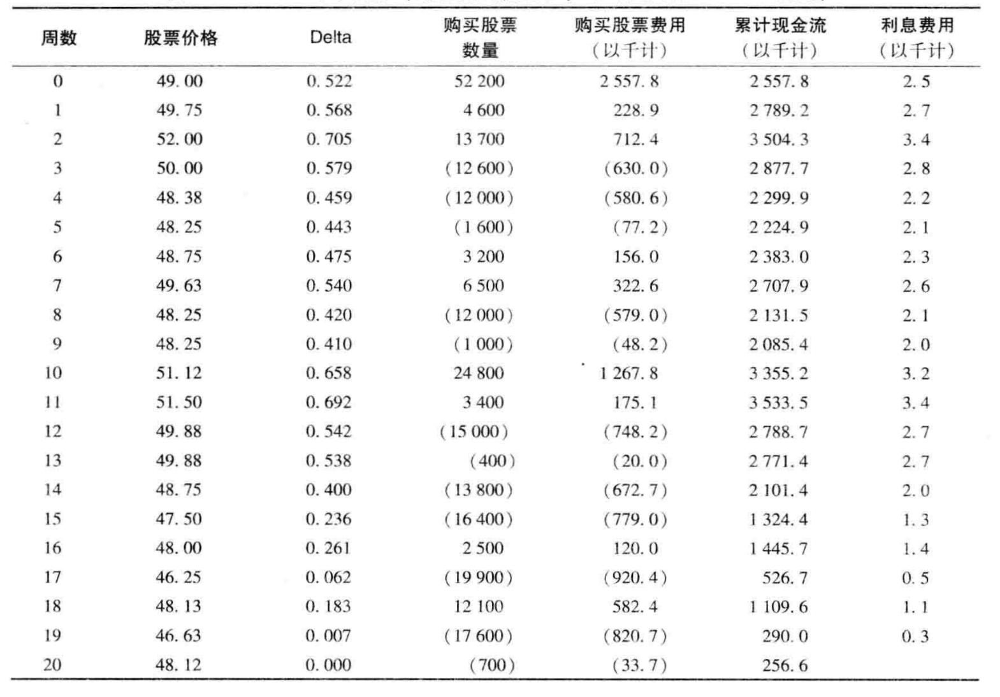 周数 股票价格 Delta 购买股票数量 购买股票费用(以千计) 累计现金流(以千计) 利息费用(以千计)
0 49.00 0.522 52 200 2 557.8 2 557.8 2.5
1 49.75 0.568 4 600 228.9 2 789.2 2.7
2 52.00 0.705 13 700 712.4 3 504.3 3.4
3 50.00 0.579 (12 600) (630.0) 2 877.7 2.8
4 48.38 0.459 (12 000) (580.6) 2 299.9 2.2
5 48.25 0.443 (1 600) (77.2) 2 224.9 2.1
6 48.75 0.475 3 200 156.0 2 383.0 2.3
7 49.63 0.540 6 500 322.6 2 707.9 2.6
8 48.25 0.420 (12 000) (579.0) 2 131.5 2.1
9 48.25 0.410 (1 000) (48.2) 2 085.4 2.0
10 51.12 0.658 24 800 1 267.8 3 355.2 3.2
11 51.50 0.692 3 400 175.1 3 533.5 3.4
12 49.88 0.542 (15 000) (748.2) 2 788.7 2.7
13 49.88 0.538 (400) (20.0) 2 771.4 2.7
14 48.75 0.400 (13 800) (672.7) 2 101.4 2.0
15 47.50 0.236 (16 400) (779.0) 1 324.4 1.3
16 48.00 0.261 2 500 120.0 1 445.7 1.4
17 46.25 0.062 (19 900) (920.4) 526.7 0.5
18 48.13 0.183 12 100 582.4 1 109.6 1.1
19 46.63 0.007 (17 600) (820.7) 290.0 0.3
20 48.12 0.000 (700) (33.7) 256.6